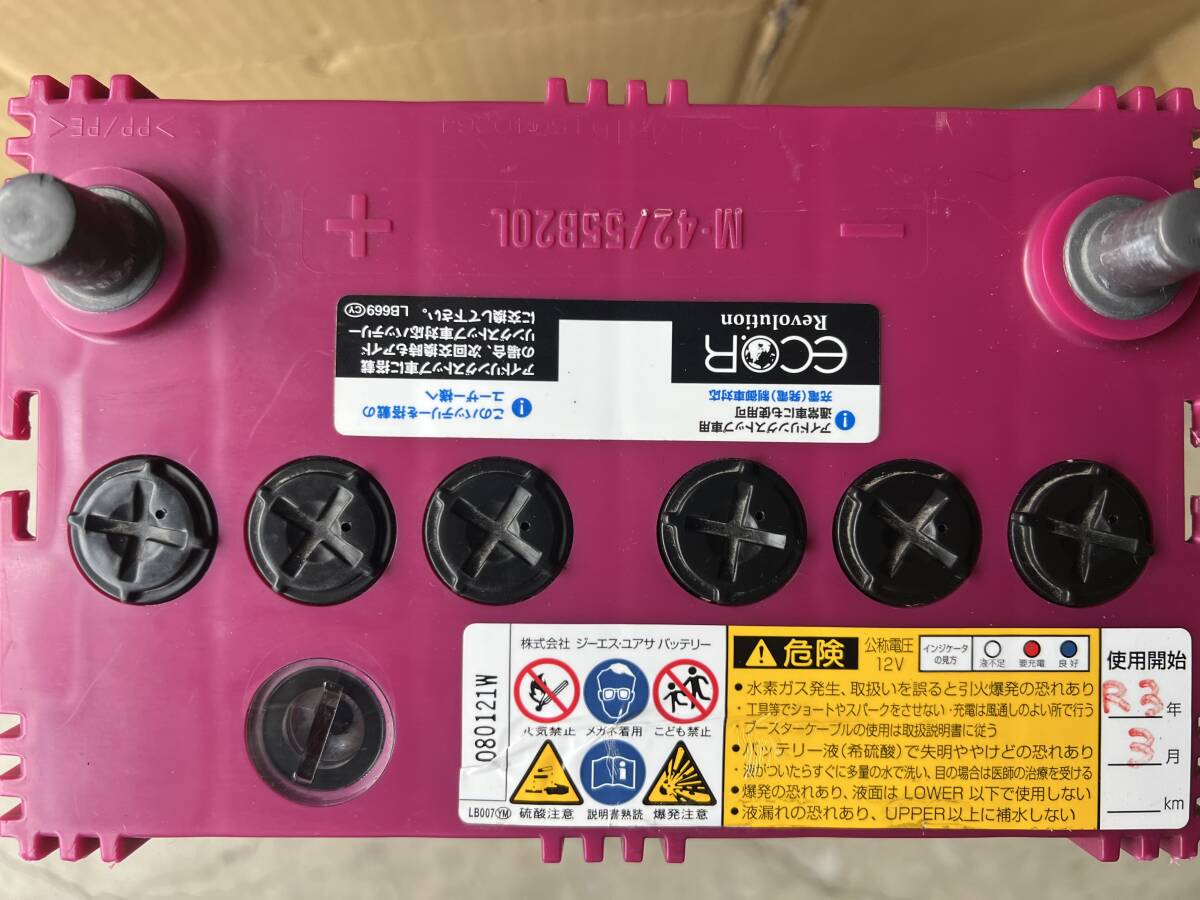 >PP/PE<
M-42/55B20L
+
−
ECO.R
Revolution
アイドリングストップ車に搭載
の場合、次回交換時もアイド
リングストップ車対応バッテリー
に交換して下さい。 LB669 CY
アイドリングストップ車用
通常車にも使用可
充電(発電)制御車対応
このバッテリーを搭載の
ユーザー様へ
080121W
株式会社 ジーエス・ユアサ バッテリー
火気禁止 メガネ着用 こども禁止
硫酸注意 説明書熟読 爆発注意
LB007 YM
危険
公称電圧
12V
インジケータ
の見方
液不足 要充電 良好
●水素ガス発生、取扱いを誤ると引火爆発の恐れあり
・工具等でショートやスパークをさせない・充電は風通しのよい所で行う
・ブースターケーブルの使用は取扱説明書に従う
●バッテリー液(希硫酸)で失明ややけどの恐れあり
・液がついたらすぐに多量の水で洗い、目の場合は医師の治療を受ける
●爆発の恐れあり、液面は LOWER 以下で使用しない
●液漏れの恐れあり、UPPER以上に補水しない
使用開始
R3年
3月
km